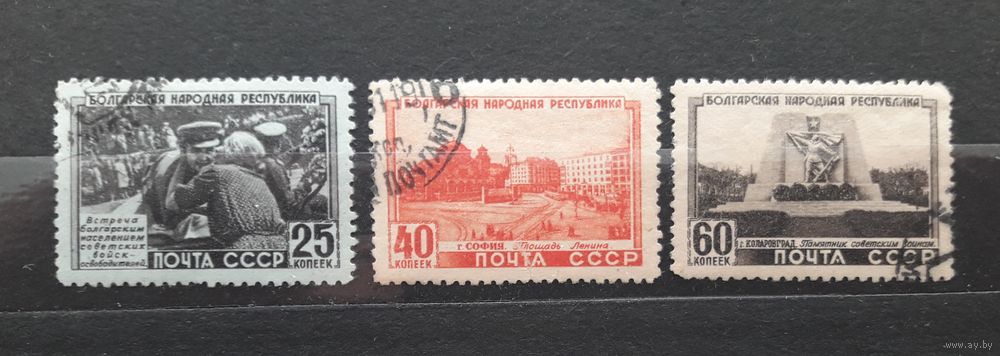 БОЛГАРСКАЯ НАРОДНАЯ РЕСПУБЛИКА
Встреча
болгарским
населением
советских
войск-
освободителей.
25
КОПЕЕК
ПОЧТА СССР
БОЛГАРСКАЯ НАРОДНАЯ РЕСПУБЛИКА
ПОЧТАМТ
г. СОФИЯ. Площадь Ленина.
40
КОПЕЕК
ПОЧТА СССР
БОЛГАРСКАЯ НАРОДНАЯ РЕСПУБЛИКА
г. КОЛАРОВГРАД. Памятник советским воинам.
60
КОПЕЕК
ПОЧТА СССР
© www.ay.by